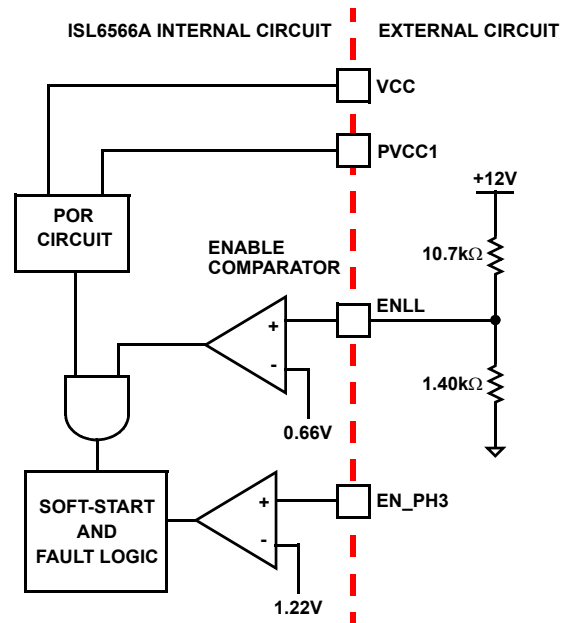 ISL6566A INTERNAL CIRCUIT
EXTERNAL CIRCUIT
VCC
PVCC1
+12V
POR
CIRCUIT
10.7kΩ
ENABLE
COMPARATOR
ENLL
+
-
0.66V
1.40kΩ
SOFT-START
AND
FAULT LOGIC
+
-
EN_PH3
1.22V